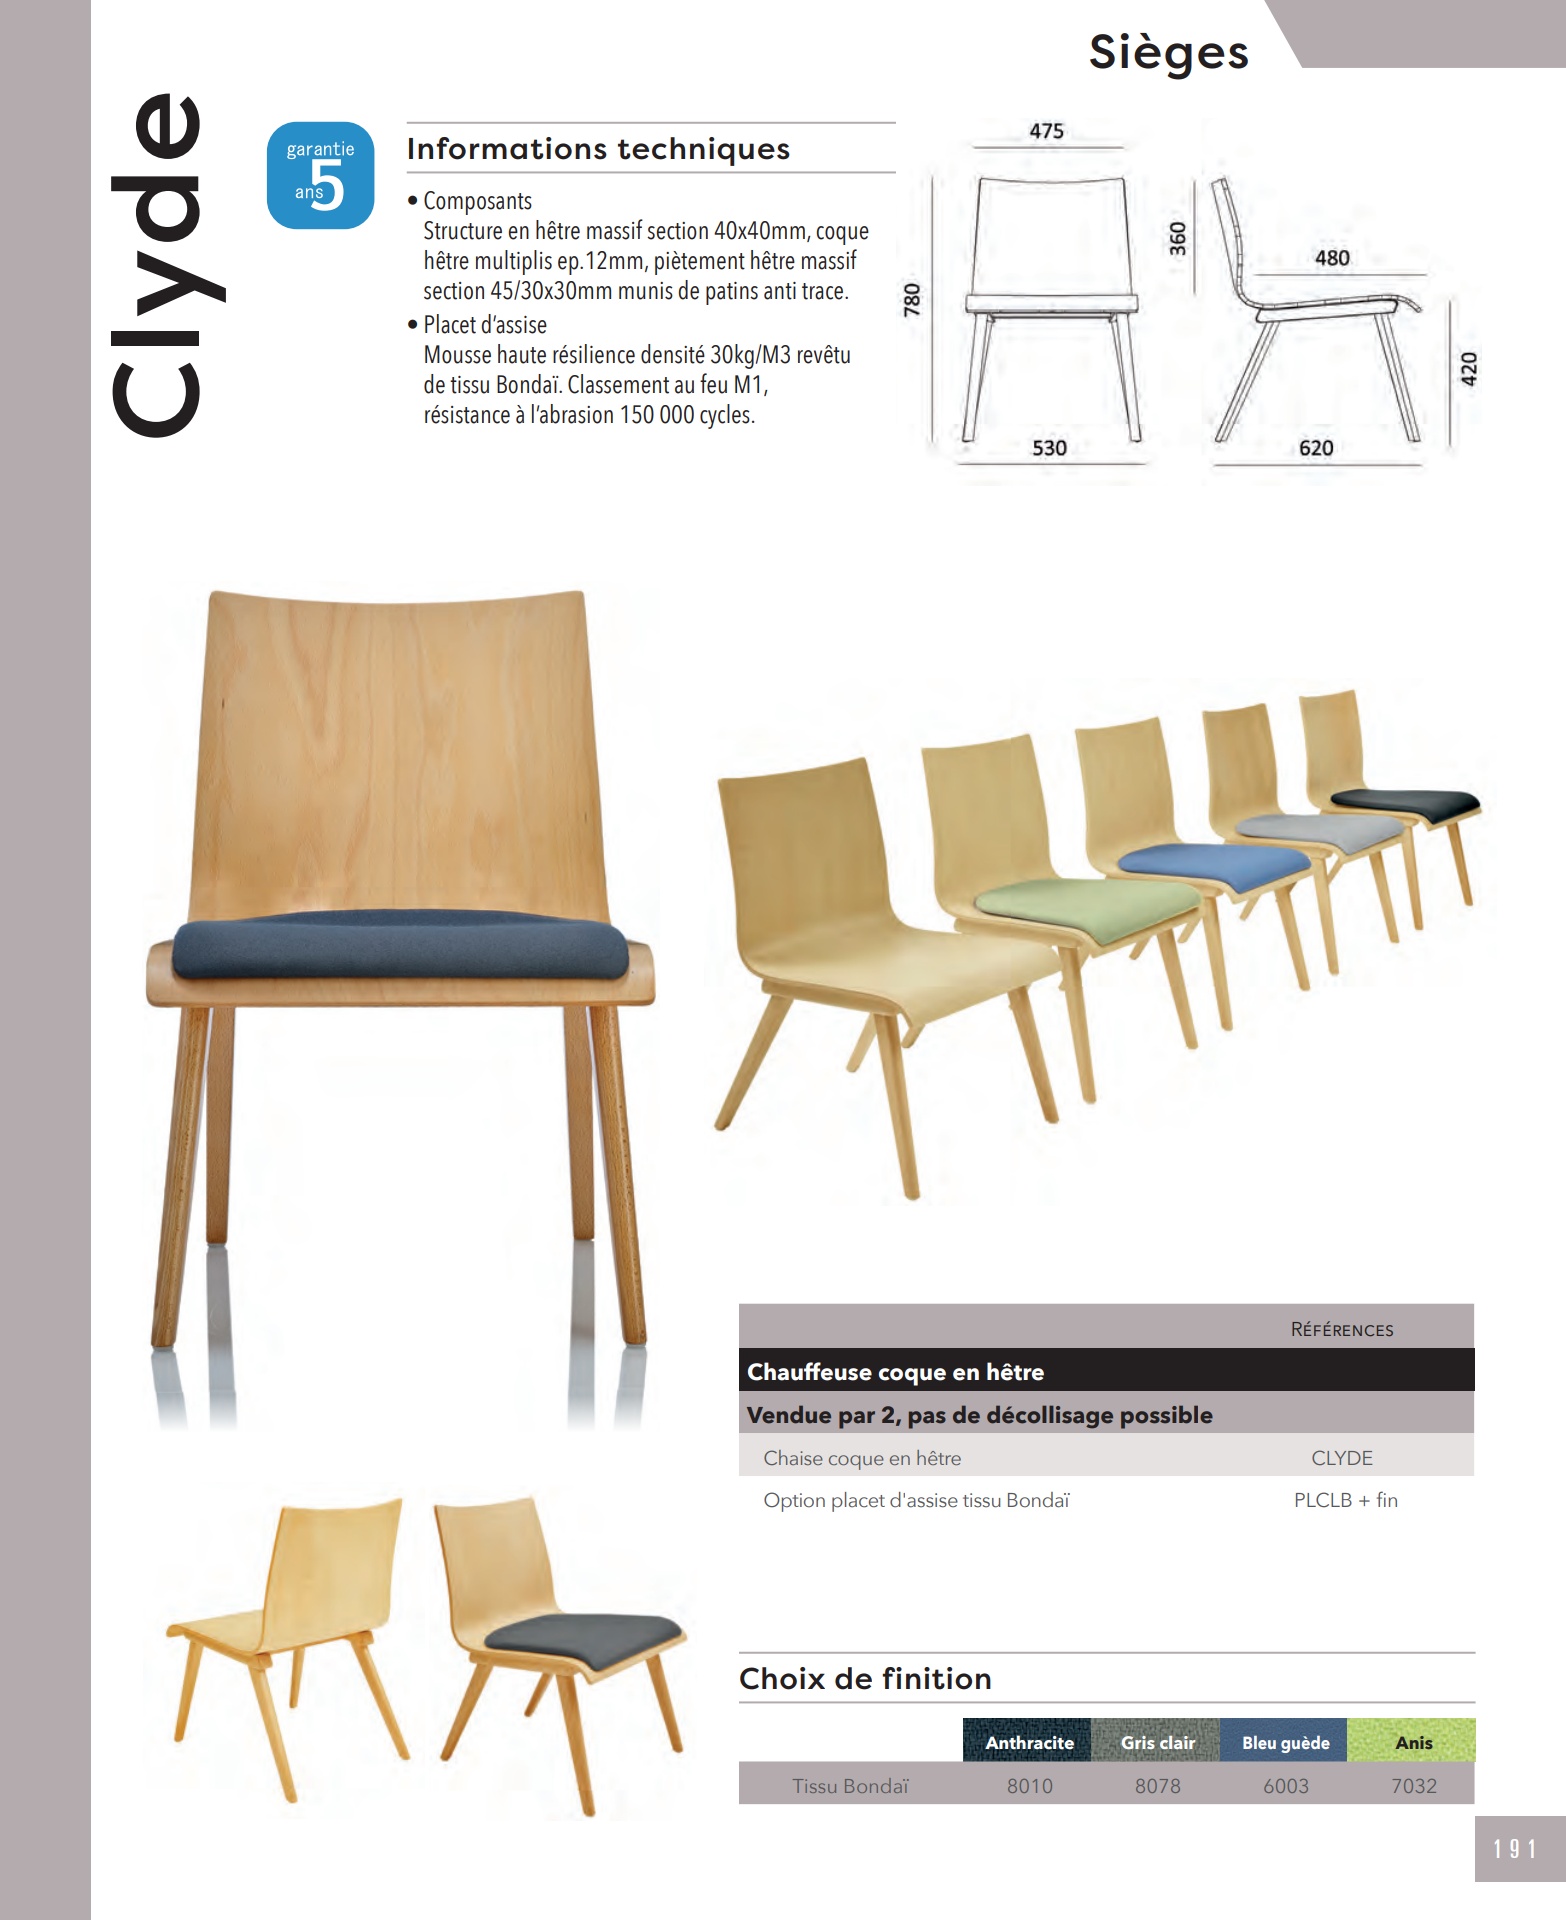 Sièges
Clyde
garantie
5
ans
Informations techniques
• Composants
Structure en hêtre massif section 40x40mm, coque
hêtre multiplis ep.12mm, piètement hêtre massif
section 45/30x30mm munis de patins anti trace.
• Placet d’assise
Mousse haute résilience densité 30kg/M3 revêtu
de tissu Bondaï. Classement au feu M1,
résistance à l’abrasion 150 000 cycles.
475
780
530
360
480
420
620
RÉFÉRENCES
Chauffeuse coque en hêtre
Vendue par 2, pas de décollisage possible
Chaise coque en hêtre CLYDE
Option placet d'assise tissu Bondaï PLCLB + fin
Choix de finition
Anthracite Gris clair Bleu guède Anis
Tissu Bondaï 8010 8078 6003 7032
191